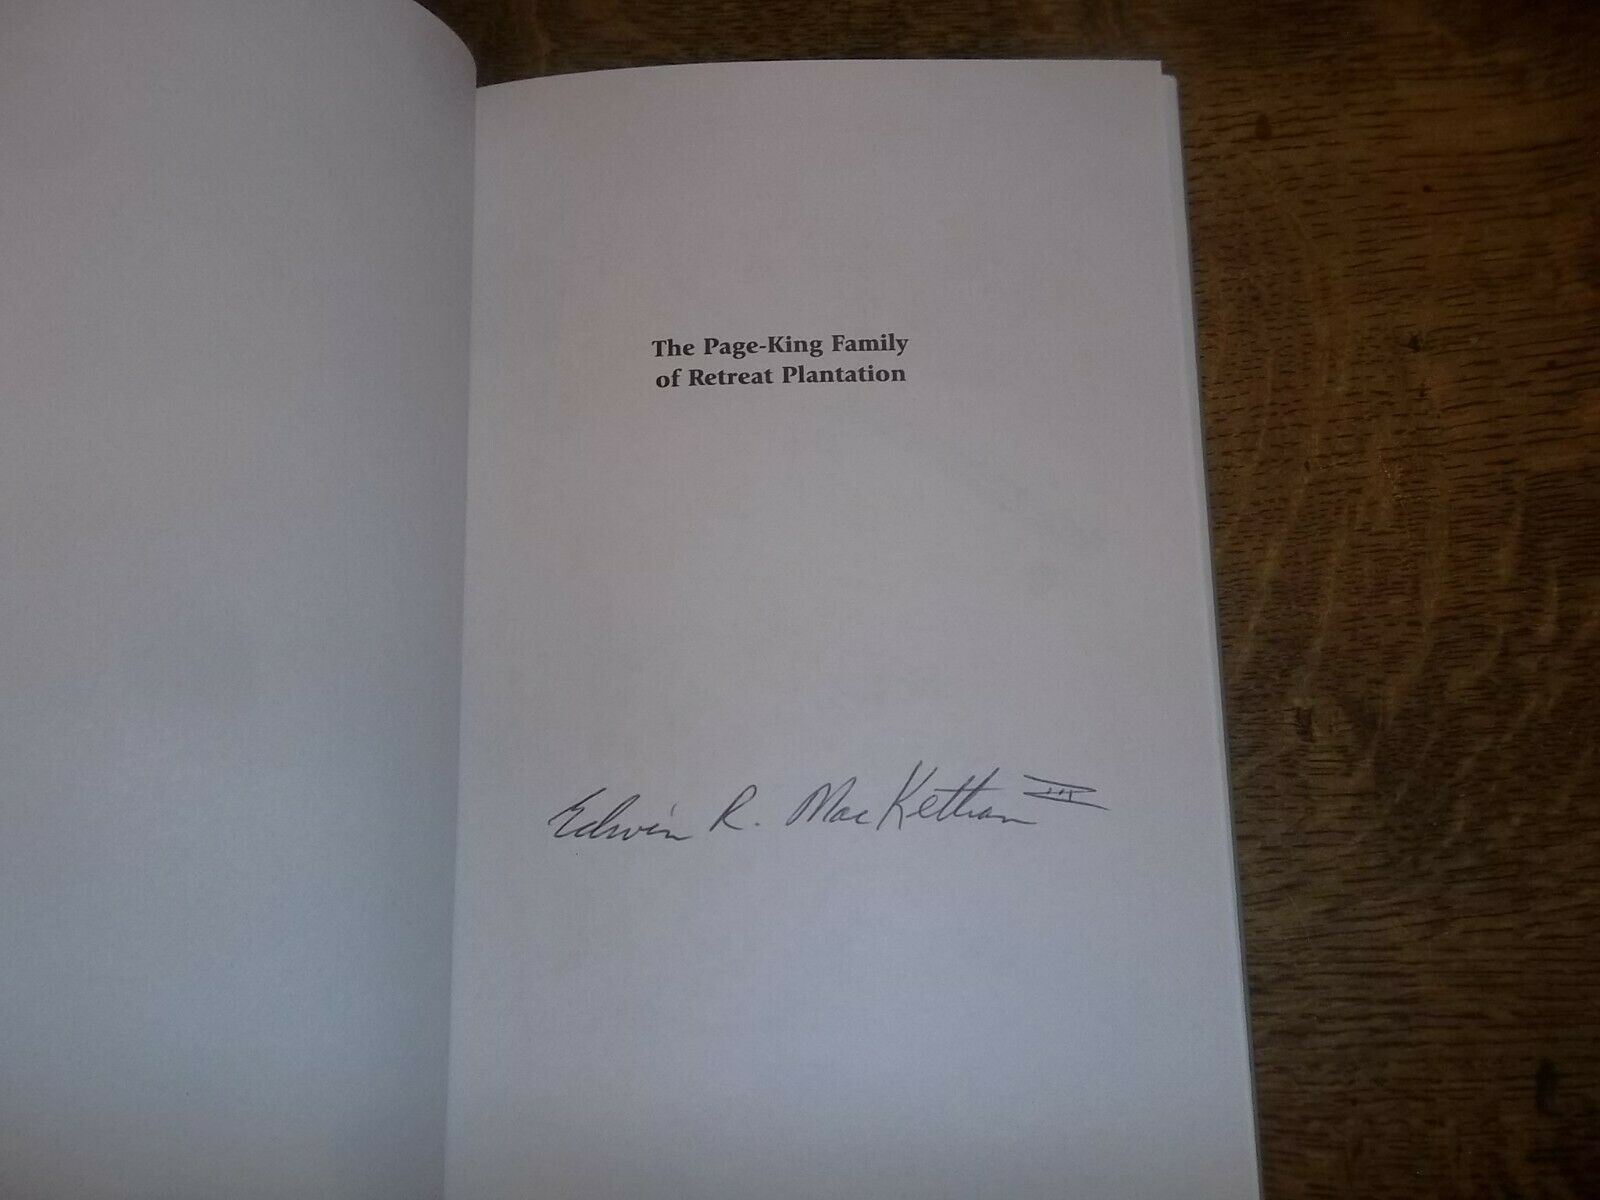 The Page-King Family
of Retreat Plantation
Edwin R. MacKethan III